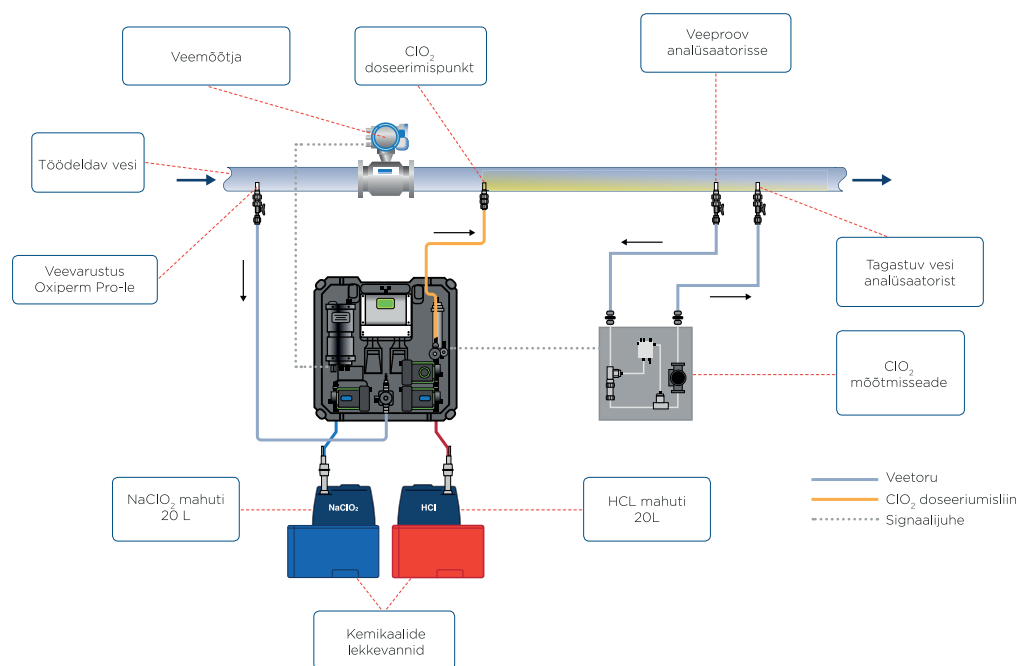 Veemõõtja
ClO₂
doseerimispunkt
Veeproov
analüsaatorisse
Töödeldav vesi
Veevarustus
Oxiperm Pro-le
Tagastuv vesi
analüsaatorist
ClO₂
mõõtmisseade
NaClO₂ mahuti
20 L
NaClO₂
HCl
HCL mahuti
20L
Veetoru
ClO₂ doseeriumisliin
Signaalijuhe
Kemikaalide
lekkevannid